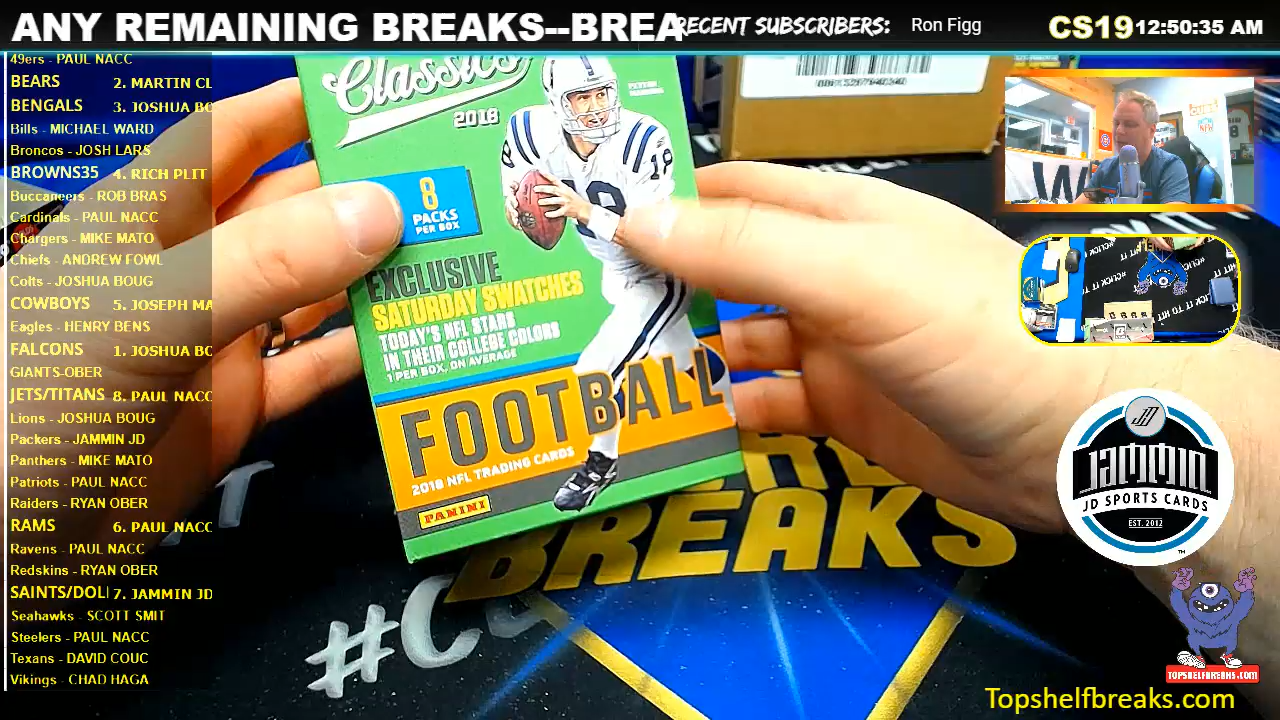 ANY REMAINING BREAKS--BREA
RECENT SUBSCRIBERS: Ron Figg
CS19 12:50:35 AM
49ers - PAUL NACC
BEARS 2. MARTIN CL
BENGALS 3. JOSHUA BO
Bills - MICHAEL WARD
Broncos - JOSH LARS
BROWNS35 4. RICH PLIT
Buccaneers - ROB BRAS
Cardinals - PAUL NACC
Chargers - MIKE MATO
Chiefs - ANDREW FOWL
Colts - JOSHUA BOUG
COWBOYS 5. JOSEPH MA
Eagles - HENRY BENS
FALCONS 1. JOSHUA BO
GIANTS-OBER
JETS/TITANS 8. PAUL NACC
Lions - JOSHUA BOUG
Packers - JAMMIN JD
Panthers - MIKE MATO
Patriots - PAUL NACC
Raiders - RYAN OBER
RAMS 6. PAUL NACC
Ravens - PAUL NACC
Redskins - RYAN OBER
SAINTS/DOL 7. JAMMIN JD
Seahawks - SCOTT SMIT
Steelers - PAUL NACC
Texans - DAVID COUC
Vikings - CHAD HAGA
Classics
2018
8
PACKS
PER BOX
EXCLUSIVE
SATURDAY SWATCHES
TODAY'S NFL STARS
IN THEIR COLLEGE COLORS
1 PER BOX, ON AVERAGE
FOOTBALL
2018 NFL TRADING CARDS
PANINI
18
BREAKS
#C
JD
JAMMIN
JD SPORTS CARDS
EST. 2012
TM
TOPSHELFBREAKS.COM
Topshelfbreaks.com